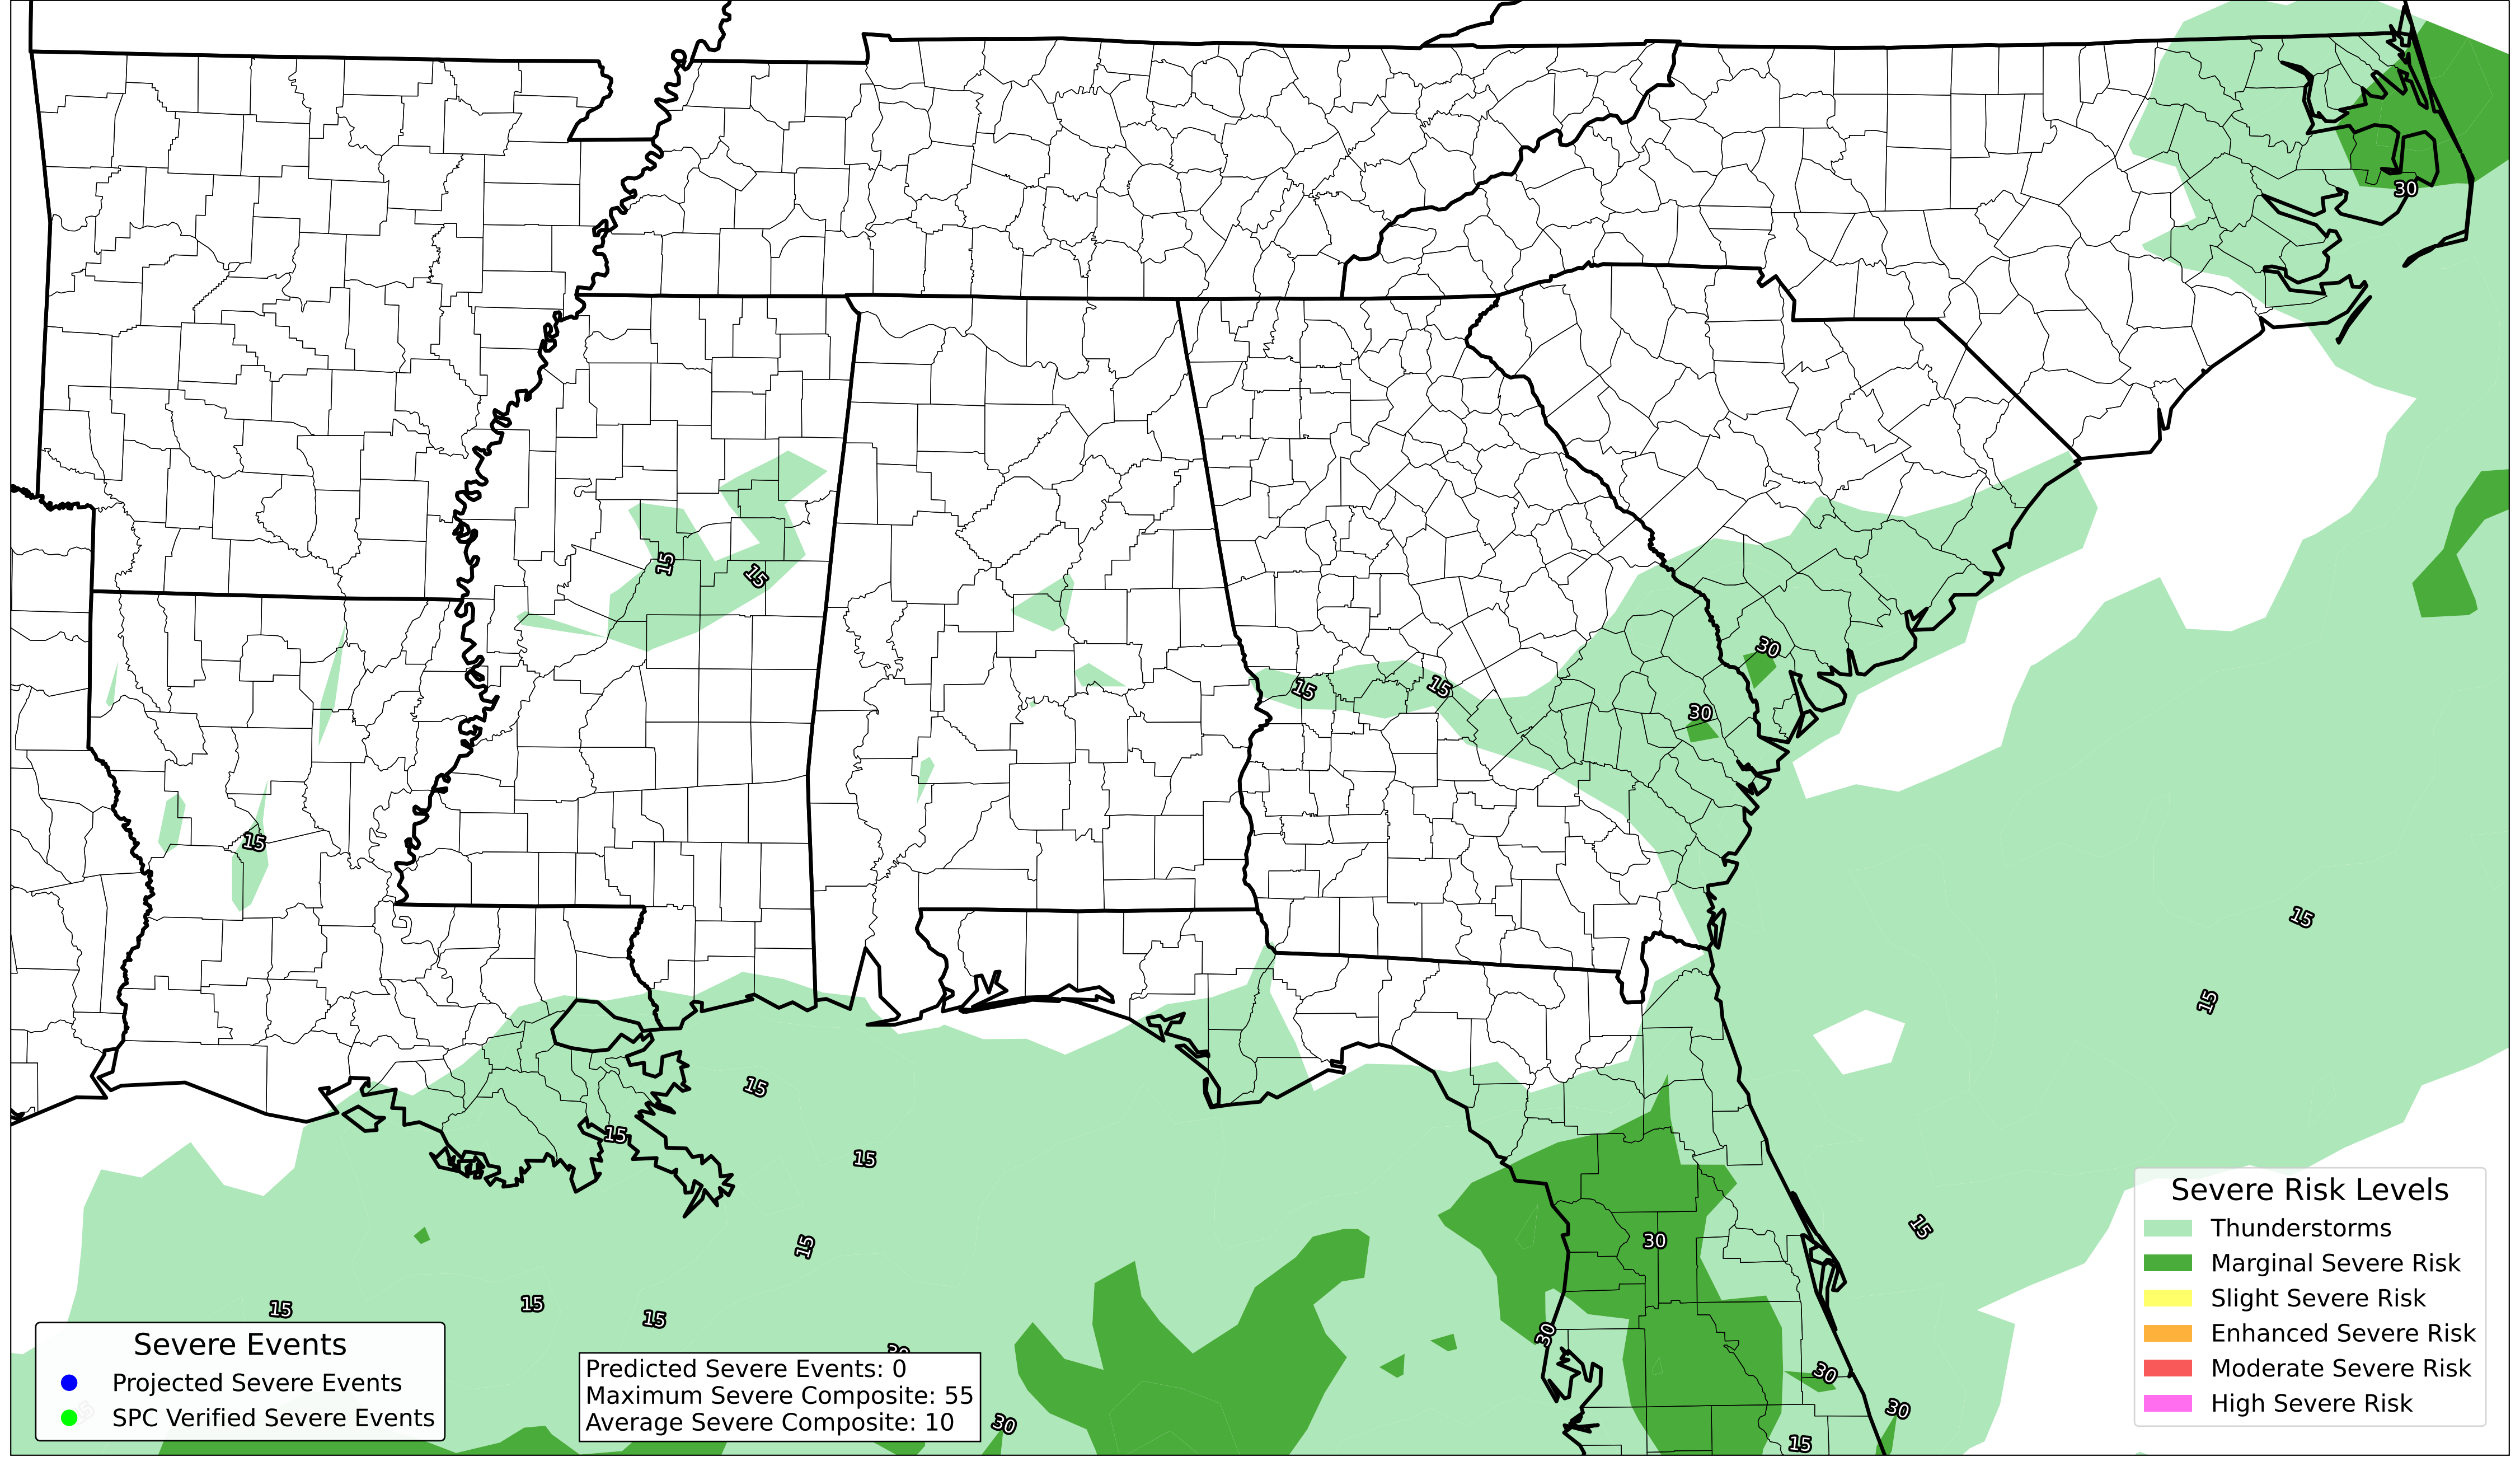 30
15
15
30
30
15
15
15
15
15
15
15
15
15
30
15
15
15
15
30
30
30
30
30
15
Severe Events
Projected Severe Events
SPC Verified Severe Events
Predicted Severe Events: 0
Maximum Severe Composite: 55
Average Severe Composite: 10
Severe Risk Levels
Thunderstorms
Marginal Severe Risk
Slight Severe Risk
Enhanced Severe Risk
Moderate Severe Risk
High Severe Risk